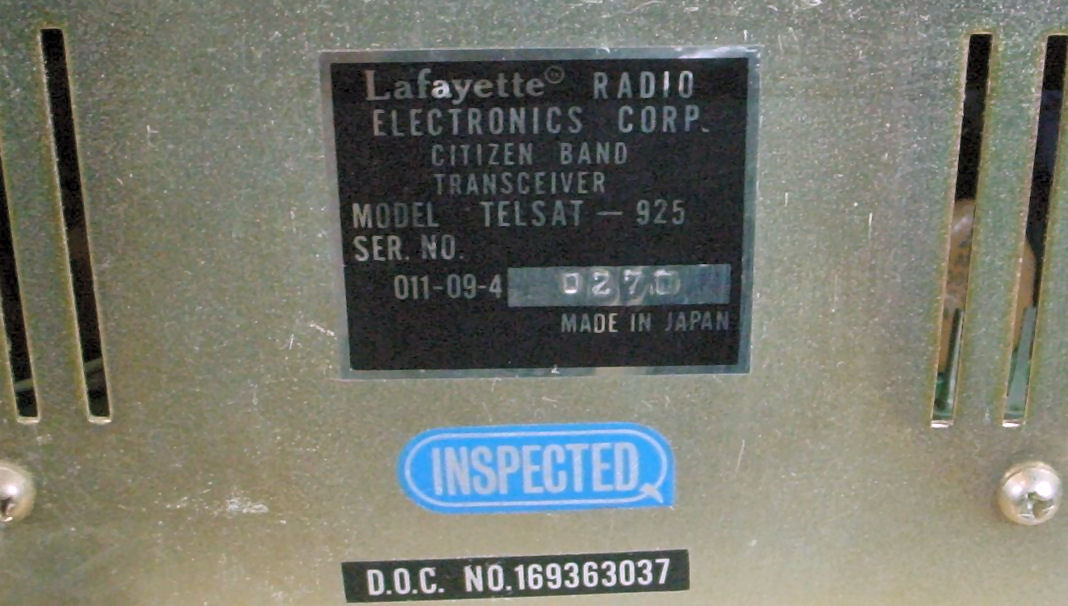 Lafayette® RADIO
ELECTRONICS CORP.
CITIZEN BAND
TRANSCEIVER
MODEL TELSAT — 925
SER. NO.
011-09-4 0270
MADE IN JAPAN
INSPECTED
D.O.C. NO.169363037